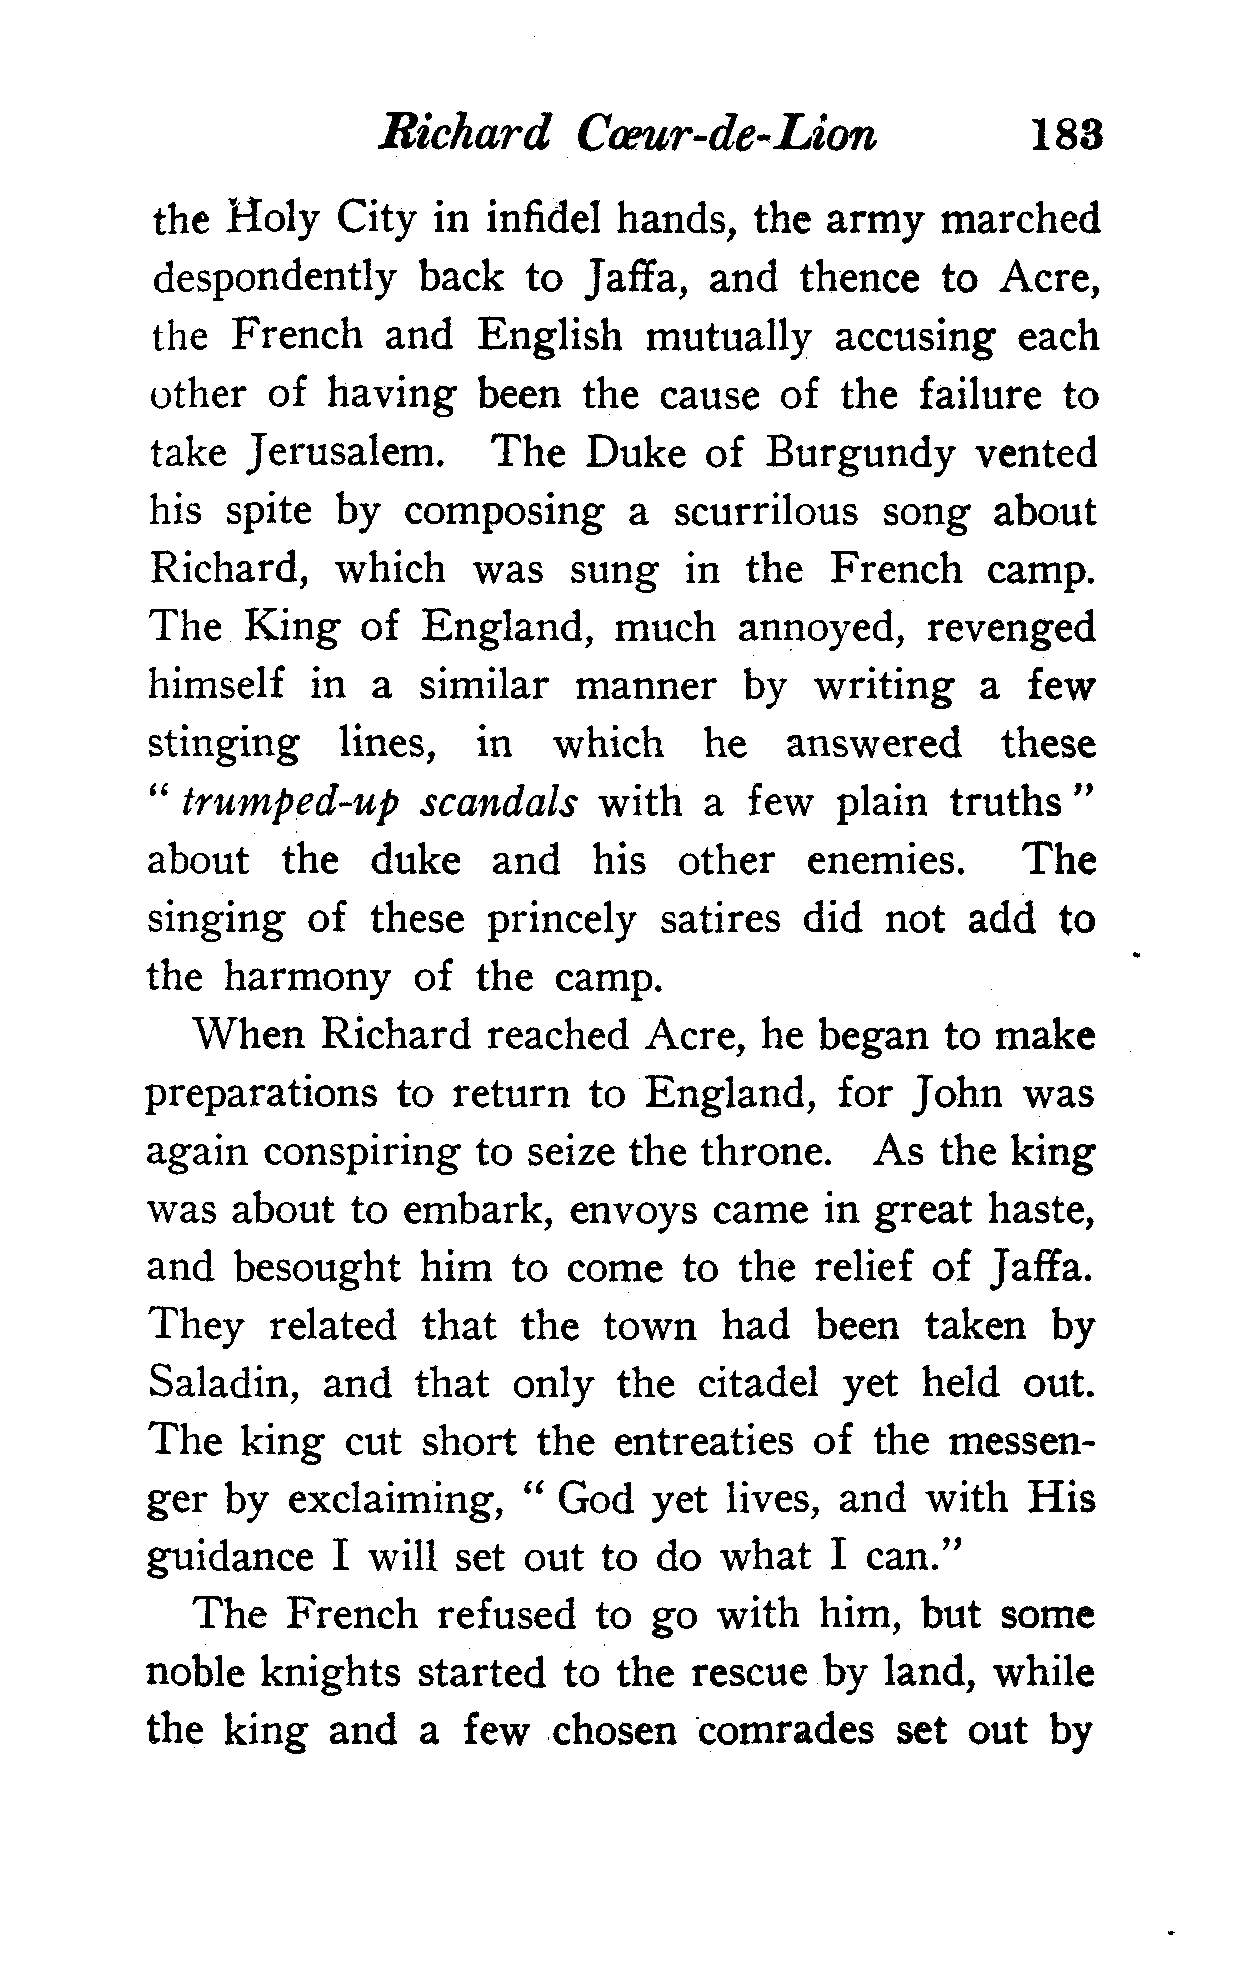 Richard Cœur-de-Lion 183
the Holy City in infidel hands, the army marched
despondently back to Jaffa, and thence to Acre,
the French and English mutually accusing each
other of having been the cause of the failure to
take Jerusalem. The Duke of Burgundy vented
his spite by composing a scurrilous song about
Richard, which was sung in the French camp.
The King of England, much annoyed, revenged
himself in a similar manner by writing a few
stinging lines, in which he answered these
“ trumped-up scandals with a few plain truths ”
about the duke and his other enemies. The
singing of these princely satires did not add to
the harmony of the camp.
When Richard reached Acre, he began to make
preparations to return to England, for John was
again conspiring to seize the throne. As the king
was about to embark, envoys came in great haste,
and besought him to come to the relief of Jaffa.
They related that the town had been taken by
Saladin, and that only the citadel yet held out.
The king cut short the entreaties of the messen-
ger by exclaiming, “ God yet lives, and with His
guidance I will set out to do what I can.”
The French refused to go with him, but some
noble knights started to the rescue by land, while
the king and a few chosen comrades set out by